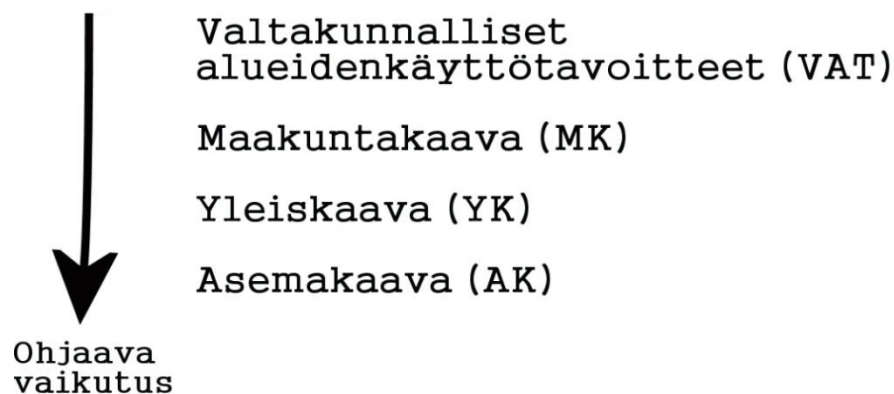 Valtakunnalliset
alueidenkäyttötavoitteet (VAT)
Maakuntakaava (MK)
Yleiskaava (YK)
Asemakaava (AK)
Ohjaava
vaikutus